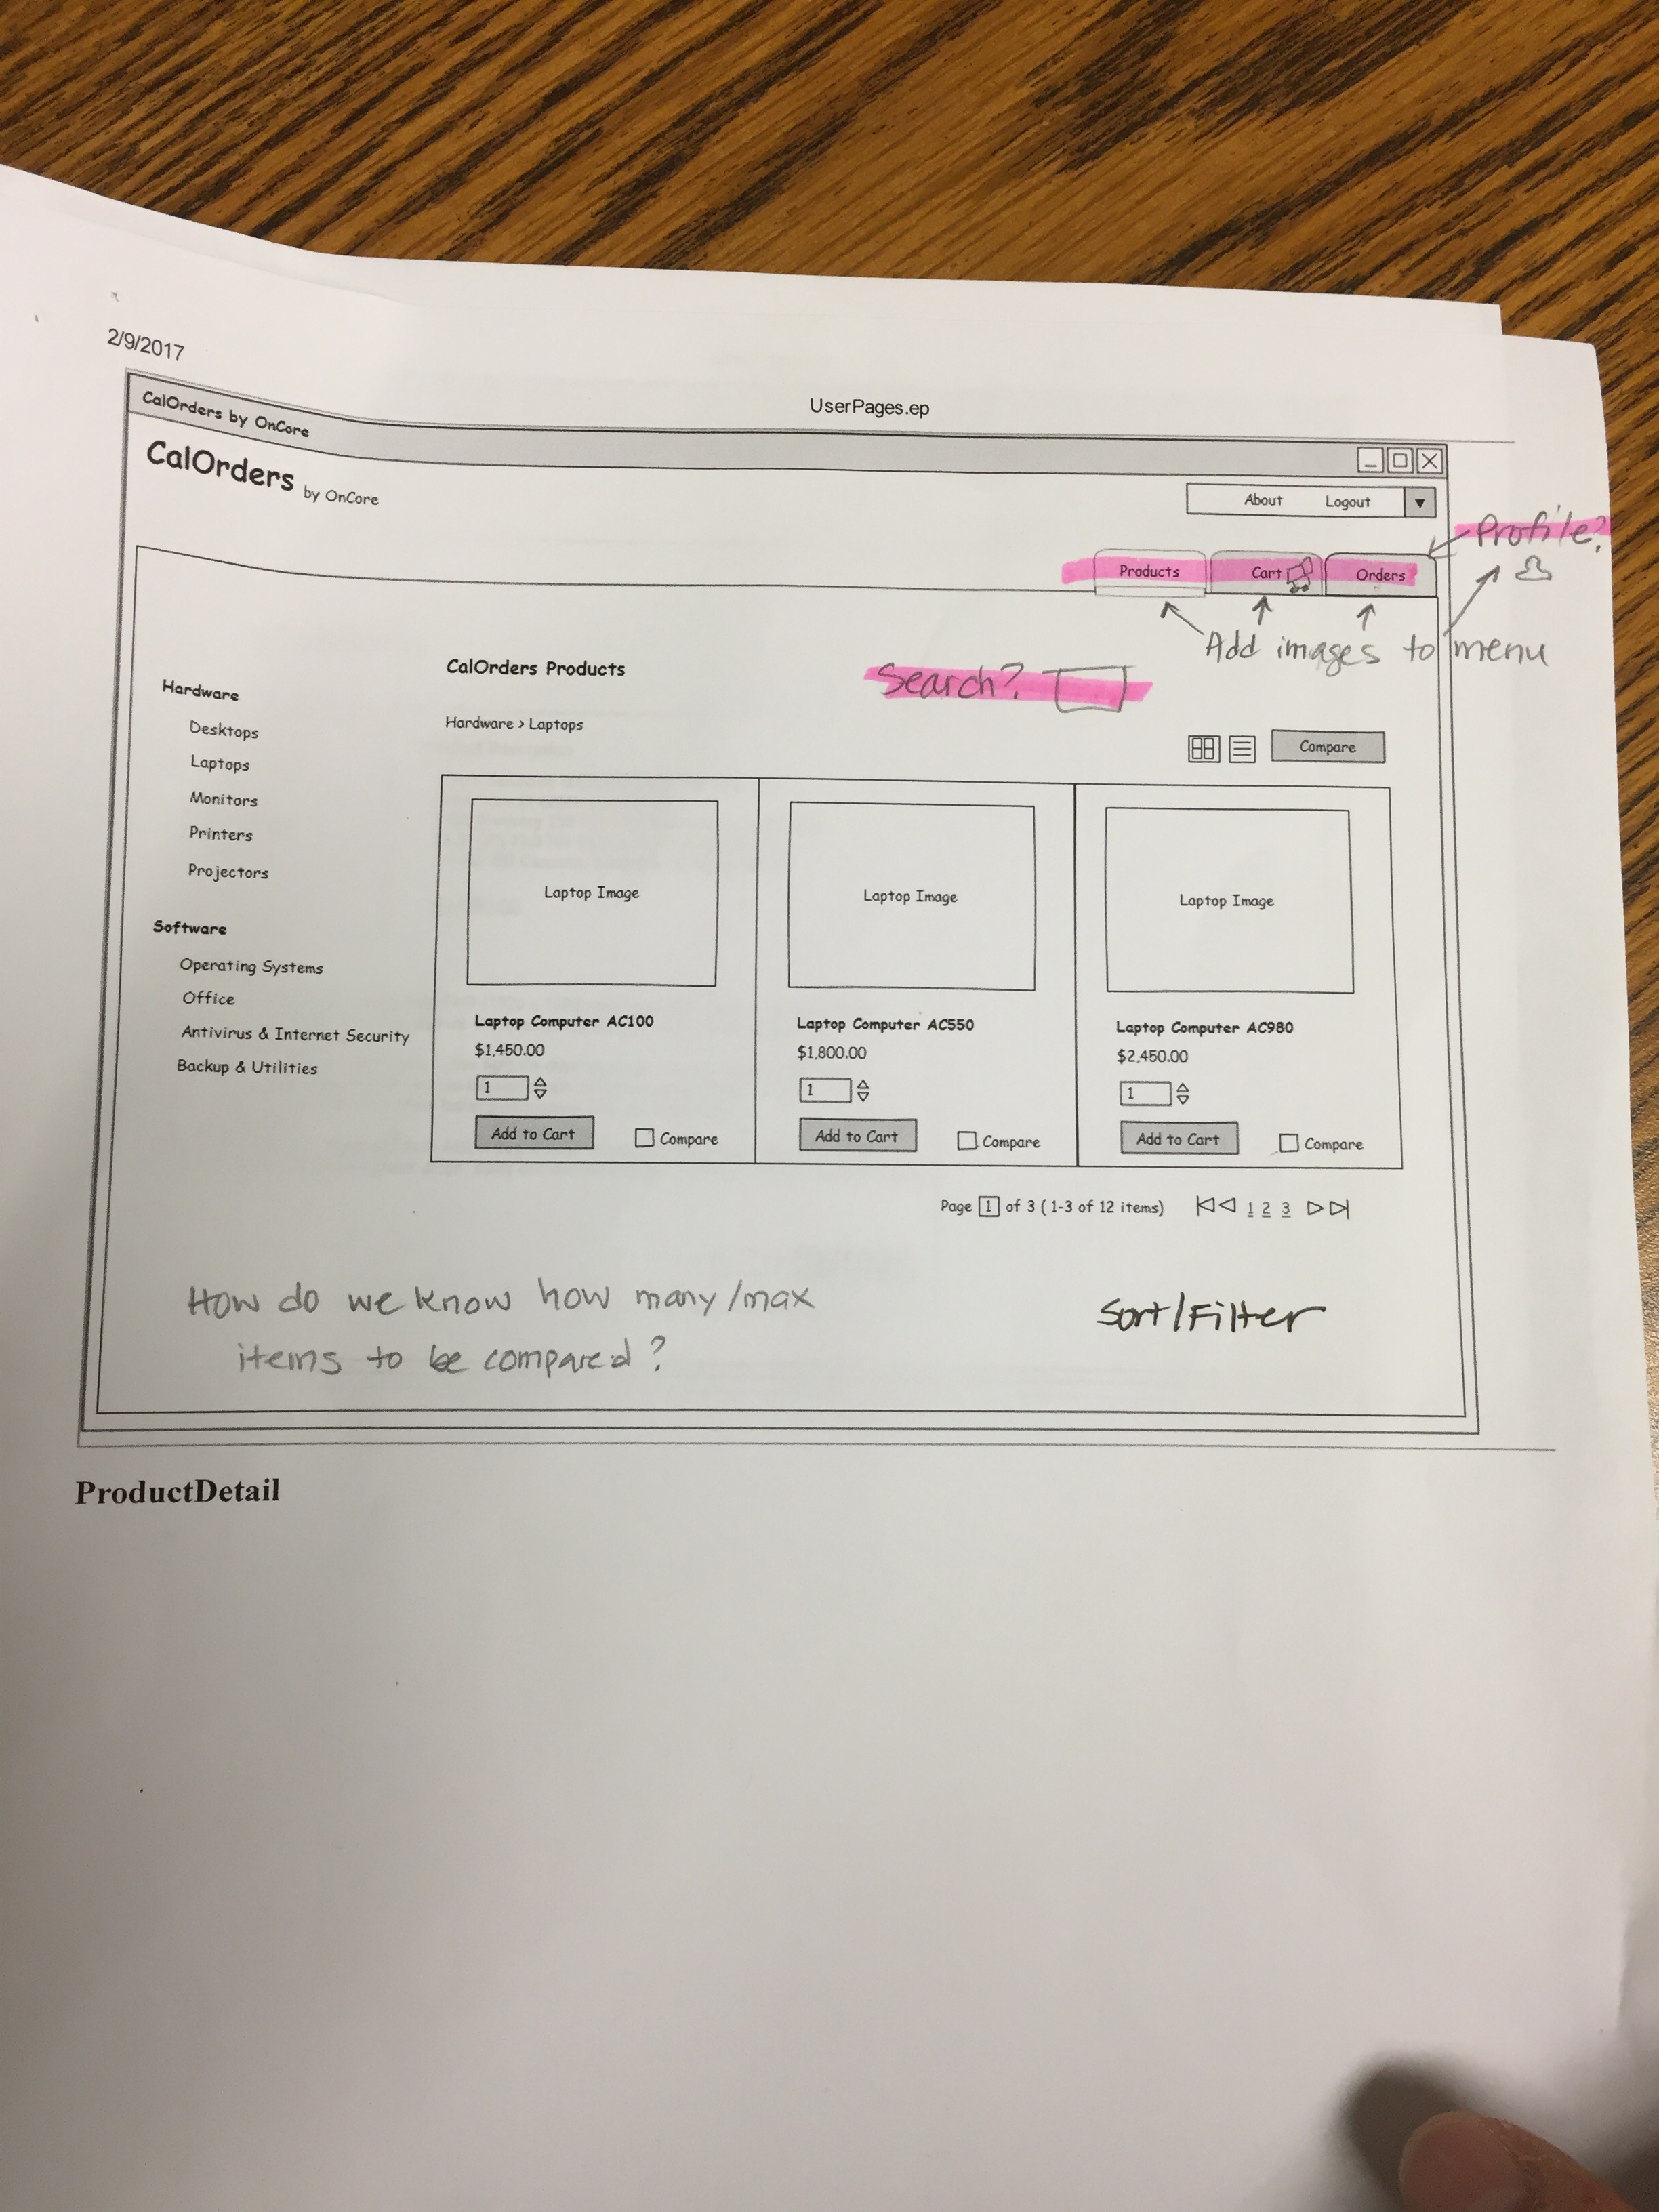 2/9/2017
UserPages.ep
CalOrders by OnCore
CalOrders by OnCore
About Logout
Profile?
Products Cart Orders
Add images to menu
CalOrders Products
Search?
Hardware > Laptops
Compare
Hardware
Desktops
Laptops
Monitors
Printers
Projectors
Software
Operating Systems
Office
Antivirus & Internet Security
Backup & Utilities
Laptop Image Laptop Image Laptop Image
Laptop Computer AC100 Laptop Computer AC550 Laptop Computer AC980
$1,450.00 $1,800.00 $2,450.00
1 1 1
Add to Cart Compare Add to Cart Compare Add to Cart Compare
Page 1 of 3 ( 1-3 of 12 items) 1 2 3
How do we know how many/max
items to be compared?
Sort/Filter
ProductDetail